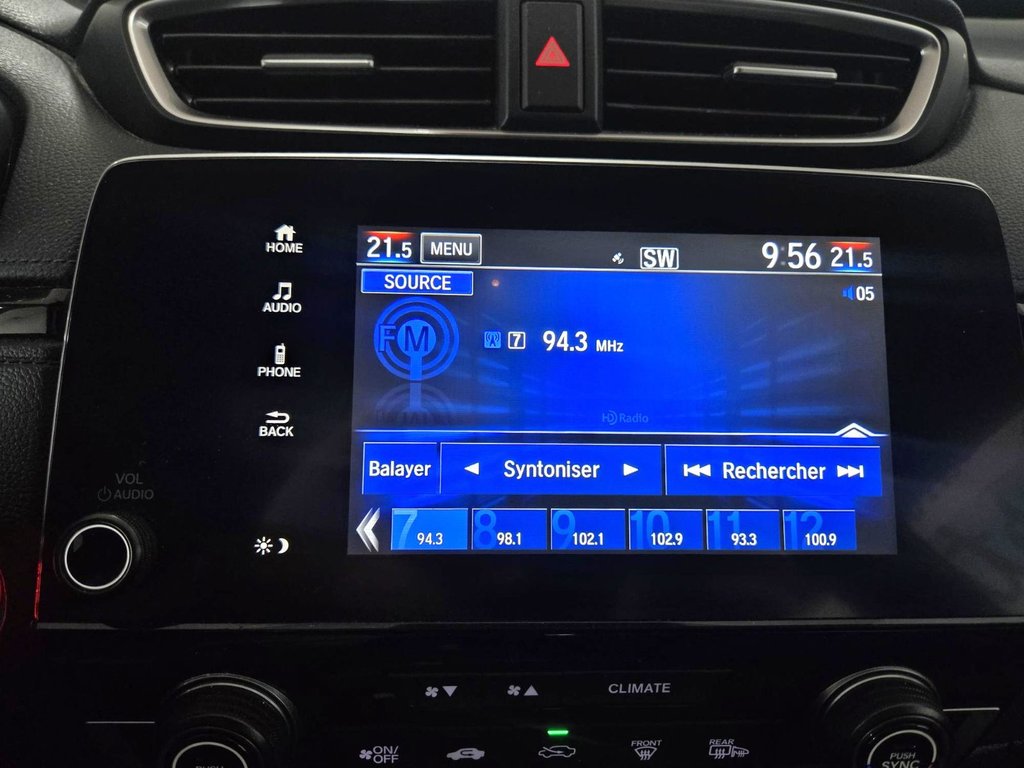 HOME
AUDIO
PHONE
BACK
VOL
AUDIO
21.5 MENU SW 9:56 21.5
SOURCE
05
FM 7 94.3 MHz
HD Radio
Balayer Syntoniser Rechercher
7 94.3 8 98.1 9 102.1 10 102.9 11 93.3 12 100.9
CLIMATE
ON/OFF FRONT REAR
PUSH PUSH SYNC